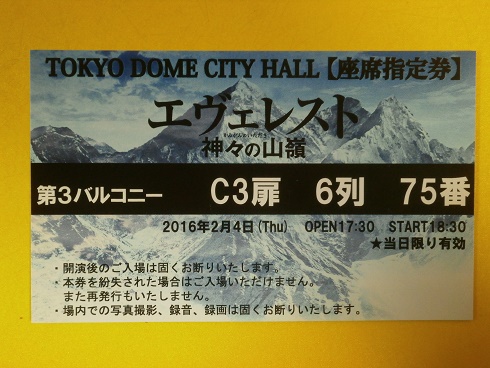 TOKYO DOME CITY HALL【座席指定券】
エヴェレスト
神々の山嶺
第3バルコニー C3扉 6列 75番
2016年2月4日(Thu) OPEN17:30 START18:30
★当日限り有効
・開演後のご入場は固くお断りいたします。
・本券を紛失された場合はご入場いただけません。
また再発行もいたしません。
・場内での写真撮影、録音、録画は固くお断りいたします。